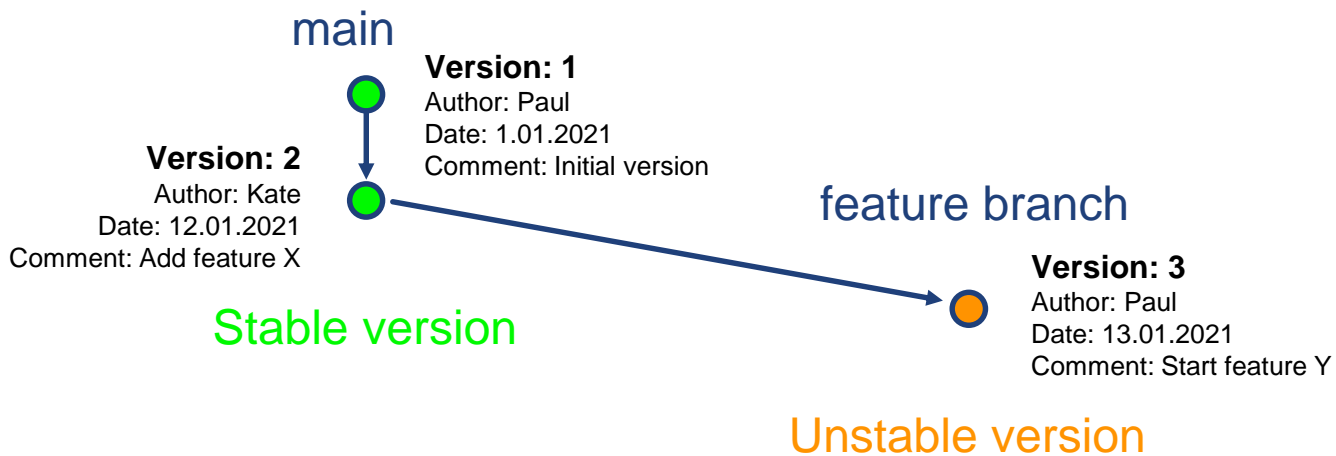 main
Version: 1
Author: Paul
Date: 1.01.2021
Comment: Initial version
Version: 2
Author: Kate
Date: 12.01.2021
Comment: Add feature X
feature branch
Version: 3
Author: Paul
Date: 13.01.2021
Comment: Start feature Y
Stable version
Unstable version